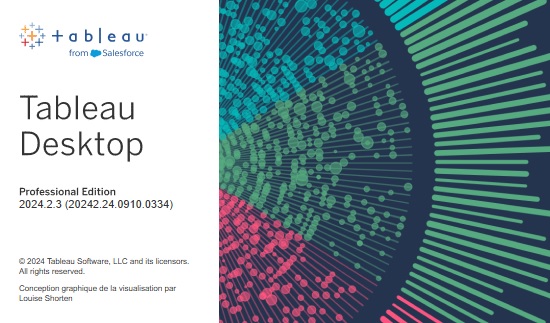 +ableau
from Salesforce
Tableau
Desktop
Professional Edition
2024.2.3 (20242.24.0910.0334)
© 2024 Tableau Software, LLC and its licensors.
All rights reserved.
Conception graphique de la visualisation par
Louise Shorten